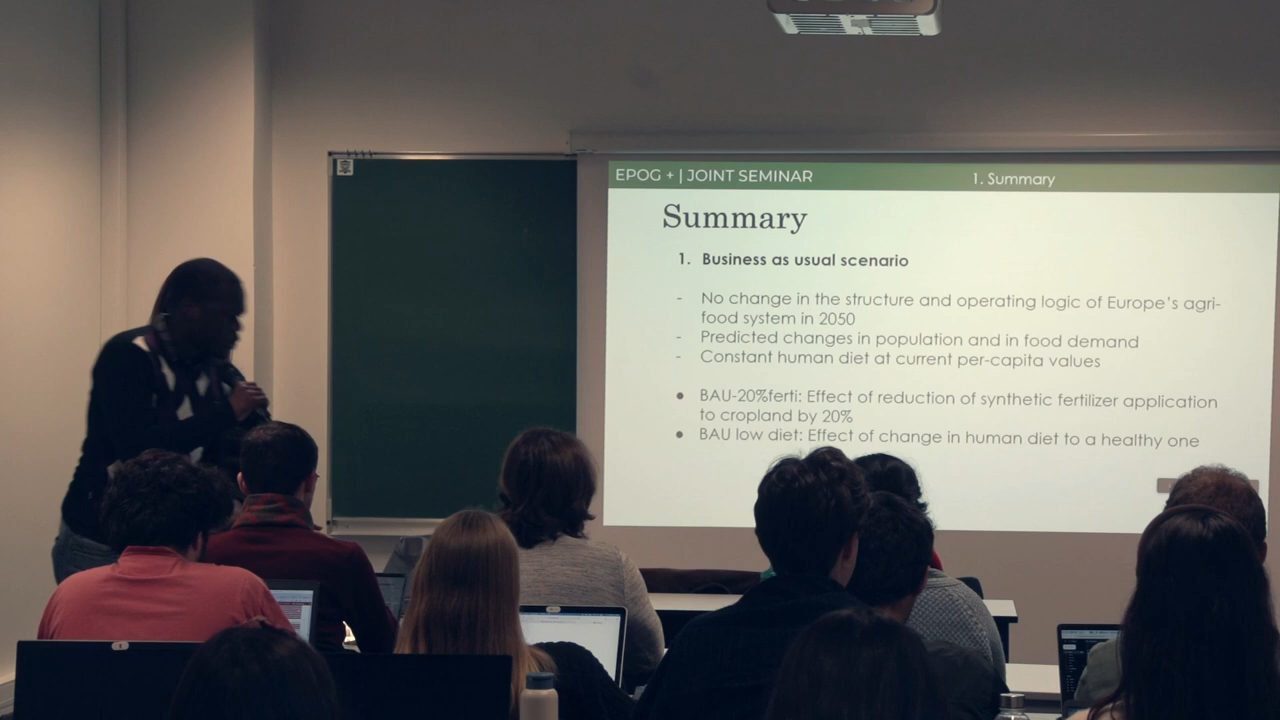 EPOG + | JOINT SEMINAR
1. Summary
Summary
1. Business as usual scenario
- No change in the structure and operating logic of Europe's agri-
food system in 2050
- Predicted changes in population and in food demand
- Constant human diet at current per-capita values
● BAU-20%ferti: Effect of reduction of synthetic fertilizer application
to cropland by 20%
● BAU low diet: Effect of change in human diet to a healthy one